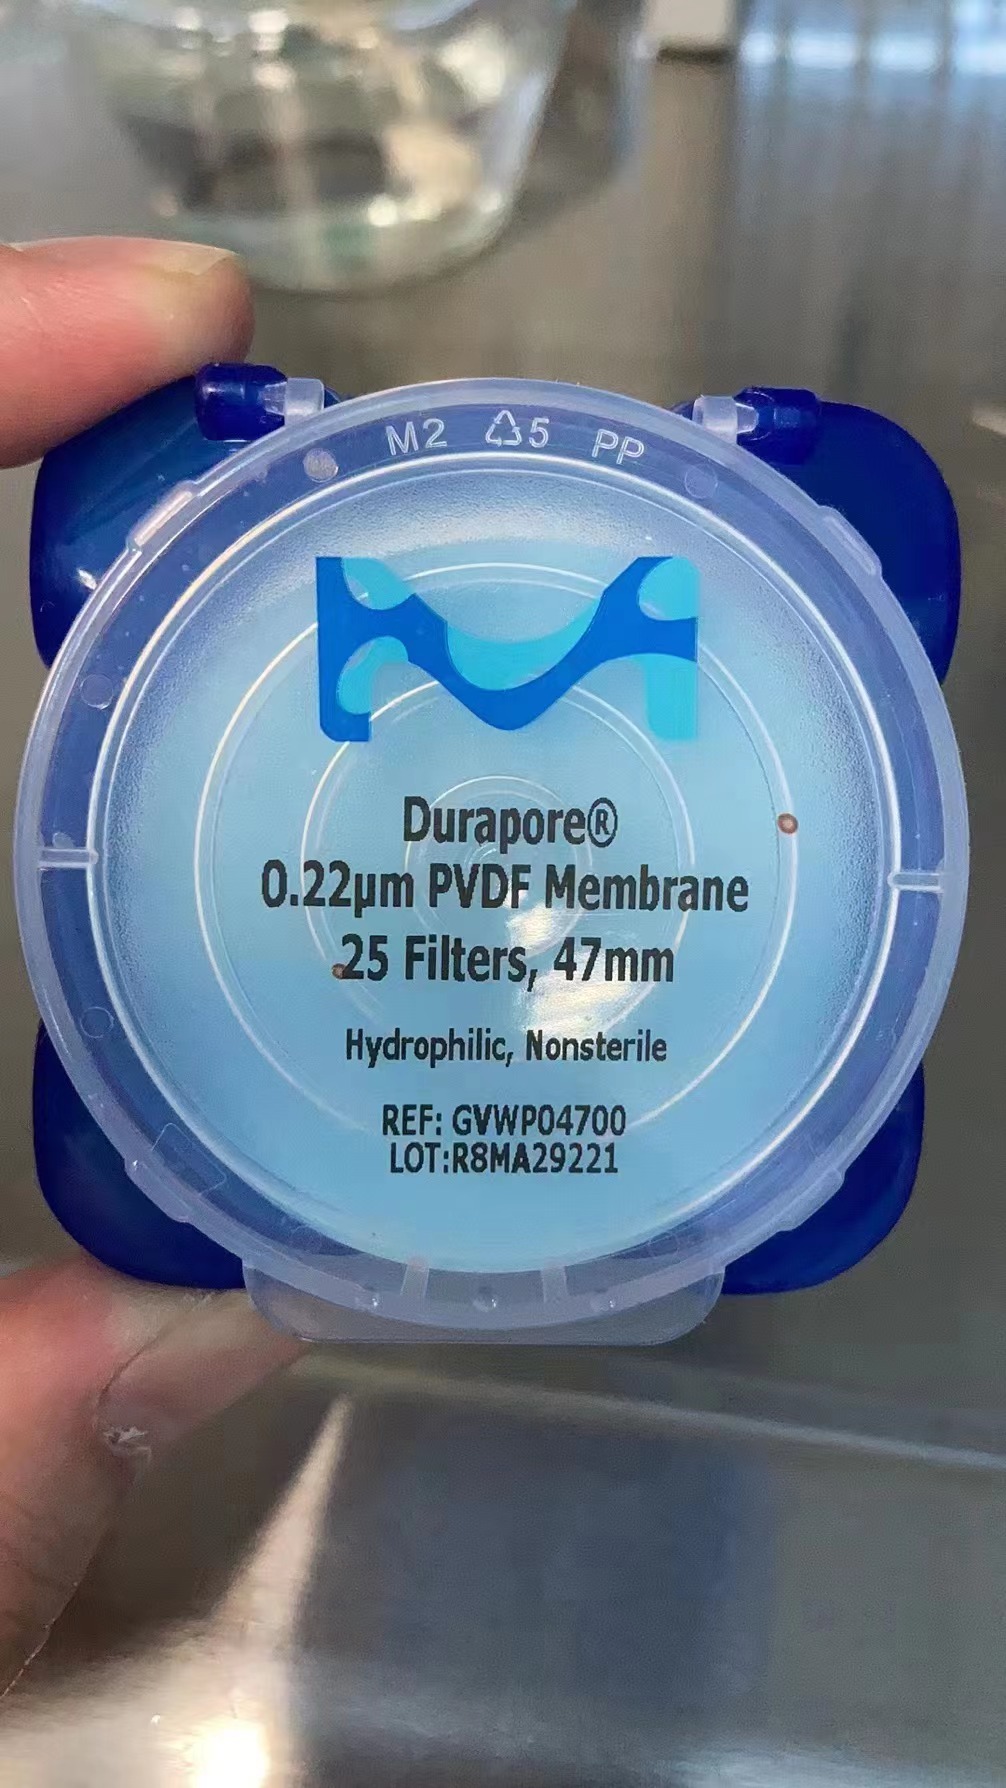 M2 5 PP
Durapore®
0.22µm PVDF Membrane
25 Filters, 47mm
Hydrophilic, Nonsterile
REF: GVWP04700
LOT:R8MA29221